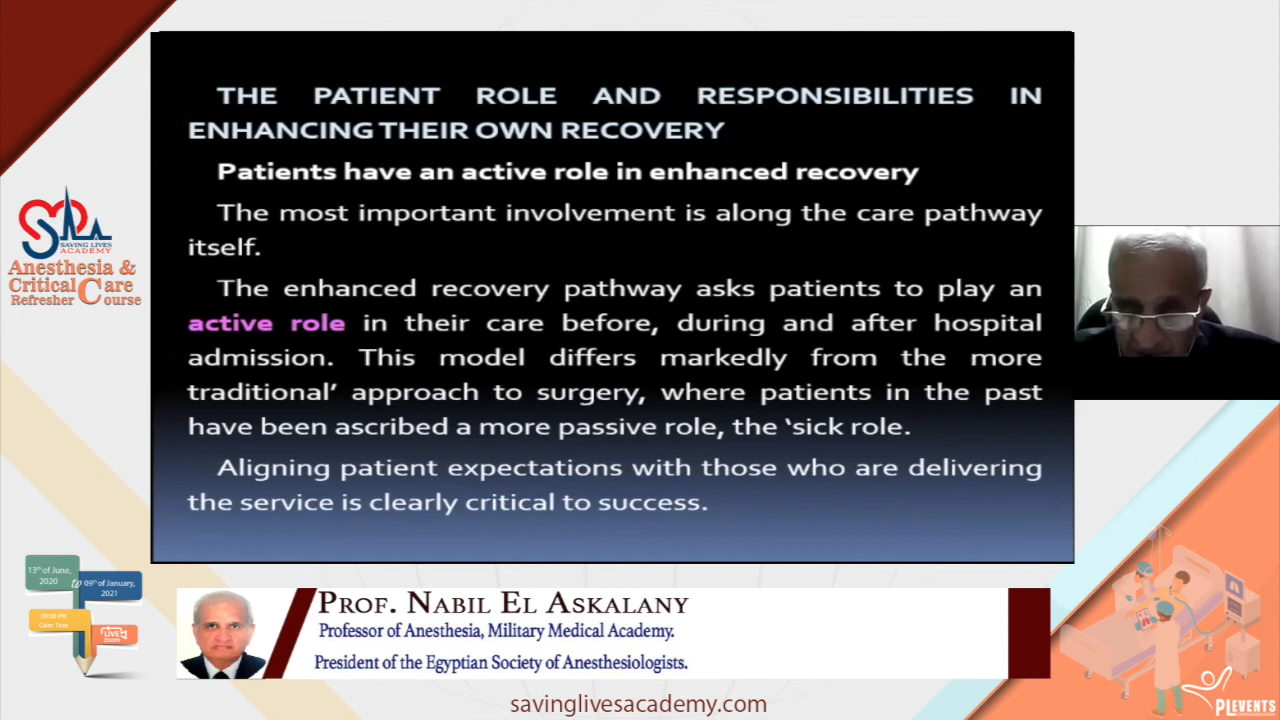 THE PATIENT ROLE AND RESPONSIBILITIES IN
ENHANCING THEIR OWN RECOVERY
Patients have an active role in enhanced recovery
The most important involvement is along the care pathway
itself.
The enhanced recovery pathway asks patients to play an
active role in their care before, during and after hospital
admission. This model differs markedly from the more
traditional’ approach to surgery, where patients in the past
have been ascribed a more passive role, the ‘sick role.
Aligning patient expectations with those who are delivering
the service is clearly critical to success.
SAVING LIVES
ACADEMY
Anesthesia &
Critical Care
Refresher Course
13th of June,
2020
to
09th of January,
2021
Cairo Time
LIVE
zoom
PROF. NABIL EL ASKALANY
Professor of Anesthesia, Military Medical Academy.
President of the Egyptian Society of Anesthesiologists.
savinglivesacademy.com
PLEVENTS